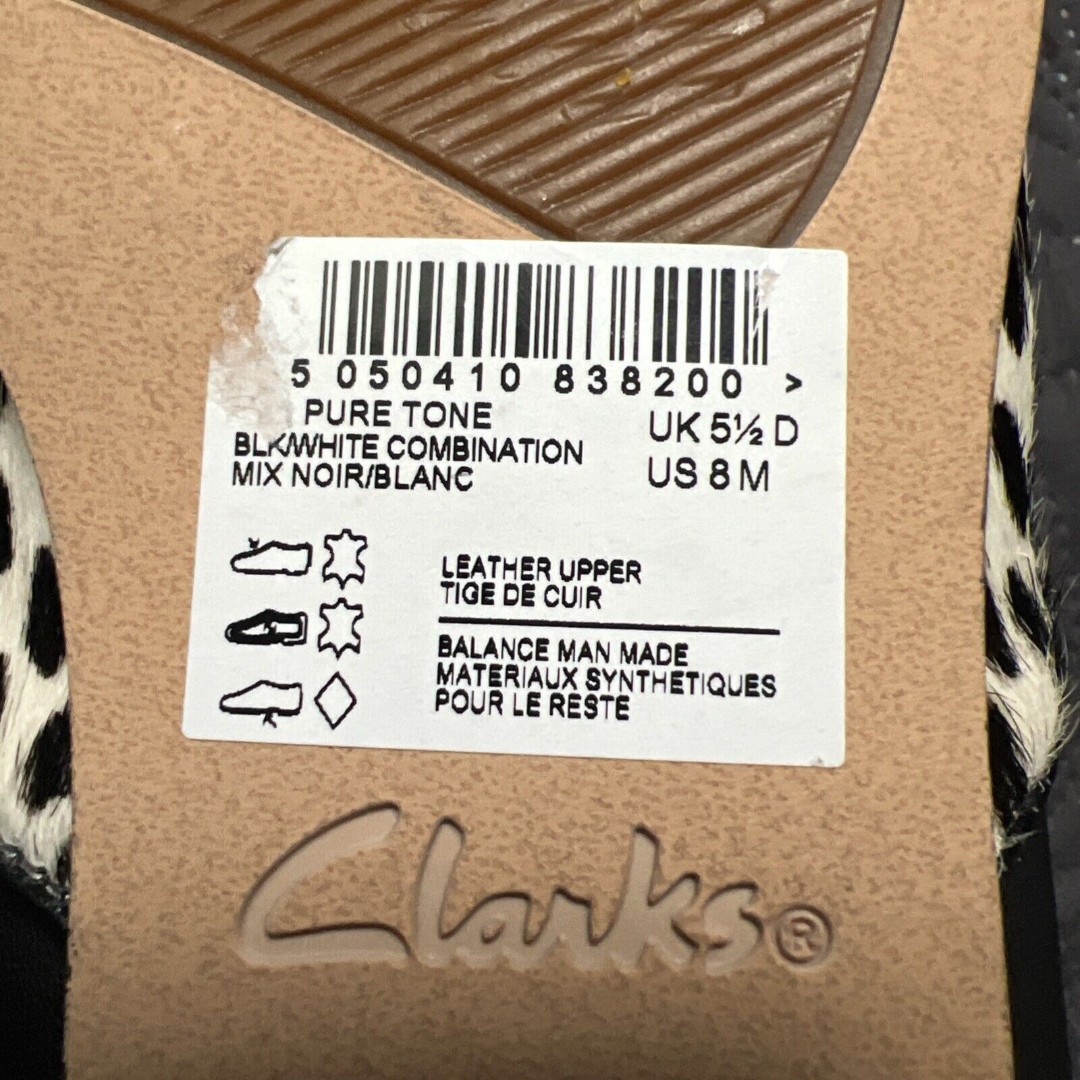 5 050410 838200 >
PURE TONE
UK 5½ D
BLK/WHITE COMBINATION
MIX NOIR/BLANC
US 8 M
LEATHER UPPER
TIGE DE CUIR
BALANCE MAN MADE
MATERIAUX SYNTHETIQUES
POUR LE RESTE
Clarks®